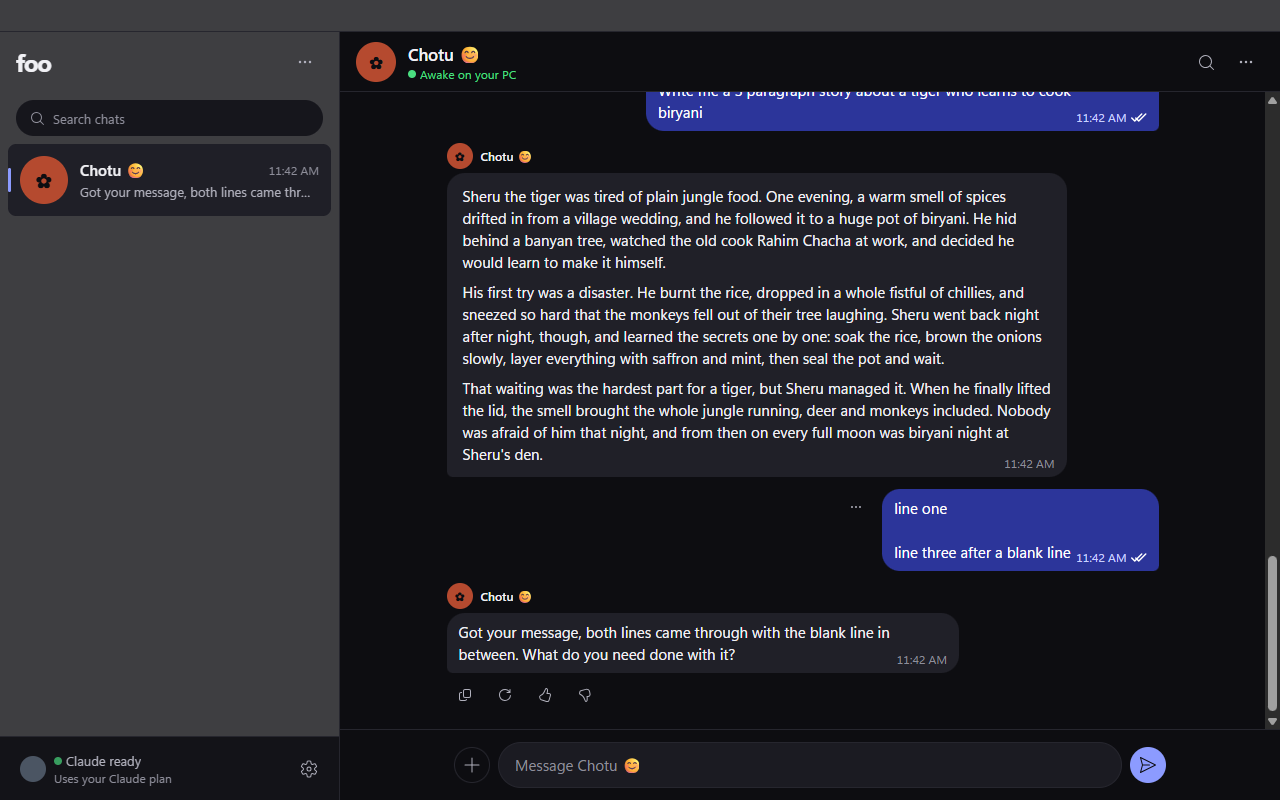 foo
Search chats
Chotu 😊
11:42 AM
Got your message, both lines came thr...
Claude ready
Uses your Claude plan
Chotu 😊
Awake on your PC
Write me a 3 paragraph story about a tiger who learns to cook
biryani
11:42 AM
Chotu 😊
Sheru the tiger was tired of plain jungle food. One evening, a warm smell of spices
drifted in from a village wedding, and he followed it to a huge pot of biryani. He hid
behind a banyan tree, watched the old cook Rahim Chacha at work, and decided he
would learn to make it himself.
His first try was a disaster. He burnt the rice, dropped in a whole fistful of chillies, and
sneezed so hard that the monkeys fell out of their tree laughing. Sheru went back night
after night, though, and learned the secrets one by one: soak the rice, brown the onions
slowly, layer everything with saffron and mint, then seal the pot and wait.
That waiting was the hardest part for a tiger, but Sheru managed it. When he finally lifted
the lid, the smell brought the whole jungle running, deer and monkeys included. Nobody
was afraid of him that night, and from then on every full moon was biryani night at
Sheru's den.
11:42 AM
line one
line three after a blank line
11:42 AM
Chotu 😊
Got your message, both lines came through with the blank line in
between. What do you need done with it?
11:42 AM
Message Chotu 😊